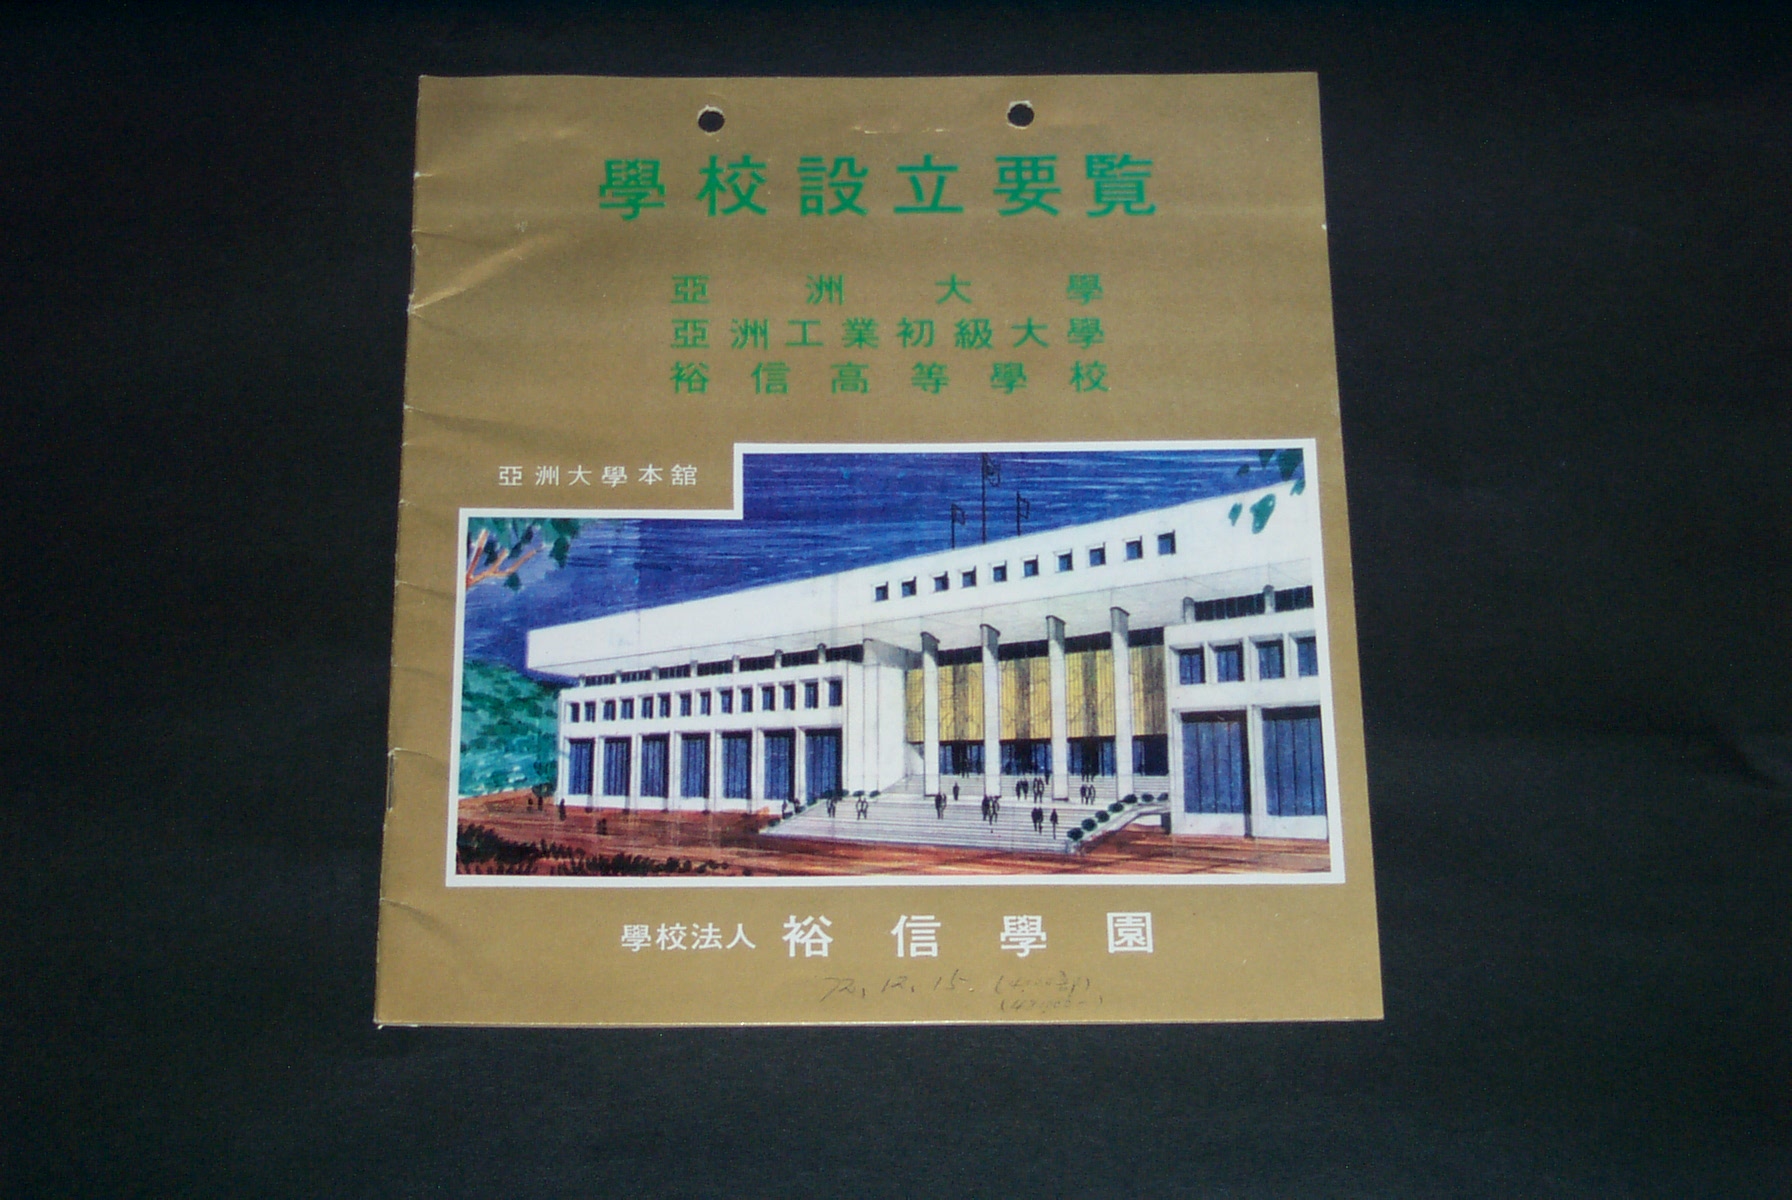 學校設立要覧
亞洲大學
亞洲工業初級大學
裕信高等學校
亞洲大學本舘
學校法人 裕信學園
72, 12, 15.